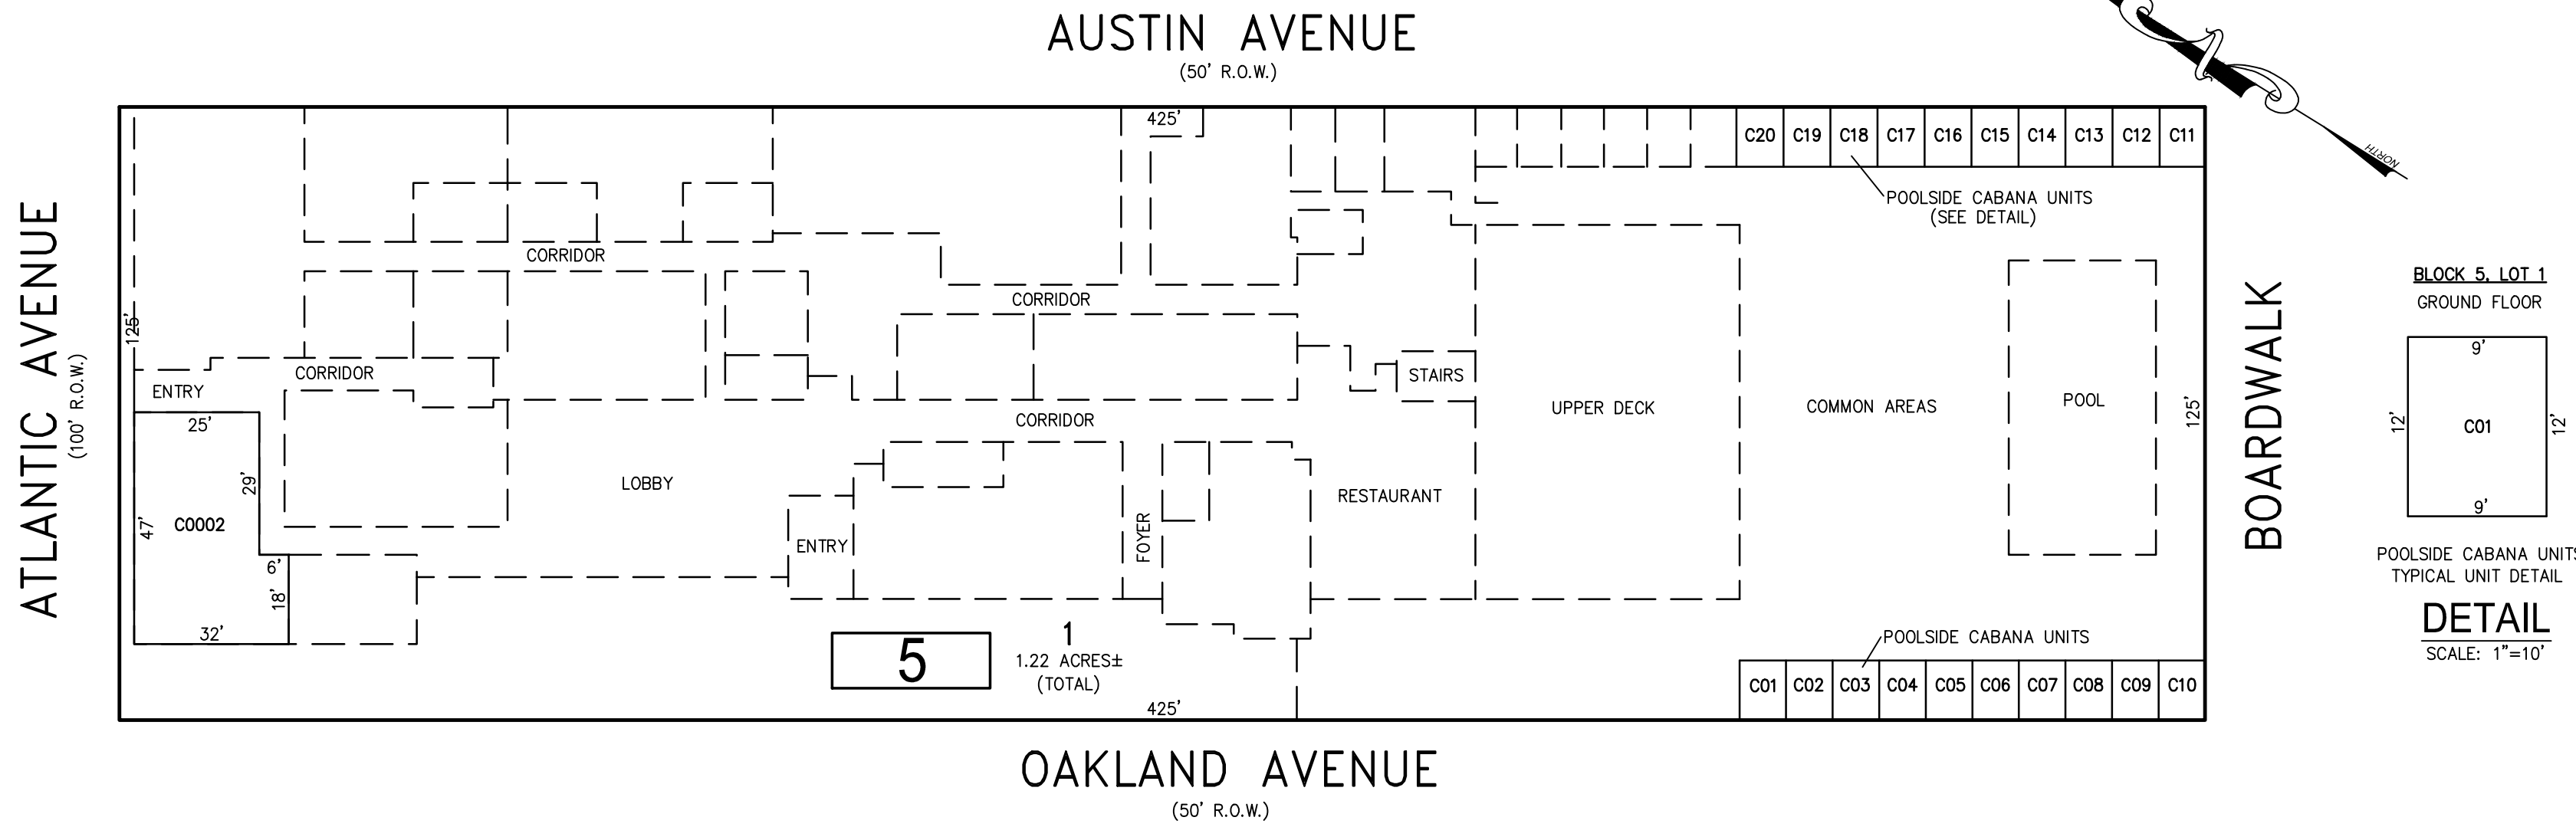 AUSTIN AVENUE
(50' R.O.W.)
NORTH
425'
C20 C19 C18 C17 C16 C15 C14 C13 C12 C11
POOLSIDE CABANA UNITS
(SEE DETAIL)
ATLANTIC AVENUE
(100' R.O.W.)
125'
CORRIDOR
CORRIDOR
CORRIDOR
ENTRY
CORRIDOR
STAIRS
UPPER DECK
COMMON AREAS
POOL
125'
BOARDWALK
25'
29'
47'
C0002
6'
18'
32'
LOBBY
ENTRY
FOYER
RESTAURANT
5
1
1.22 ACRES±
(TOTAL)
POOLSIDE CABANA UNITS
C01 C02 C03 C04 C05 C06 C07 C08 C09 C10
425'
OAKLAND AVENUE
(50' R.O.W.)
BLOCK 5, LOT 1
GROUND FLOOR
9'
12'
C01
12'
9'
POOLSIDE CABANA UNITS
TYPICAL UNIT DETAIL
DETAIL
SCALE: 1"=10'